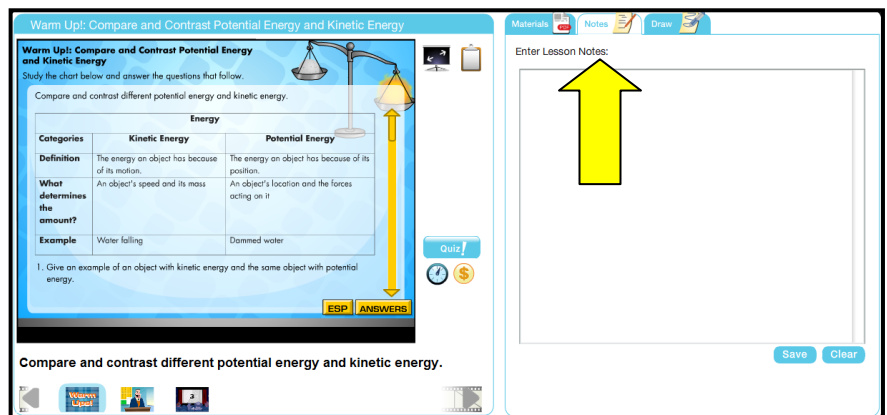 Warm Up!: Compare and Contrast Potential Energy and Kinetic Energy
Warm Up!: Compare and Contrast Potential Energy
and Kinetic Energy
Study the chart below and answer the questions that follow.
Compare and contrast different potential energy and kinetic energy.
Energy
Categories Kinetic Energy Potential Energy
Definition The energy an object has because The energy an object has because of its
of its motion. position.
What An object's speed and its mass An object's location and the forces
determines acting on it
the
amount?
Example Water falling Dammed water
1. Give an example of an object with kinetic energy and the same object with potential
energy.
ESP ANSWERS
Quiz!
$
Compare and contrast different potential energy and kinetic energy.
Warm
Up!
3
Materials Notes Draw
Enter Lesson Notes:
Save Clear